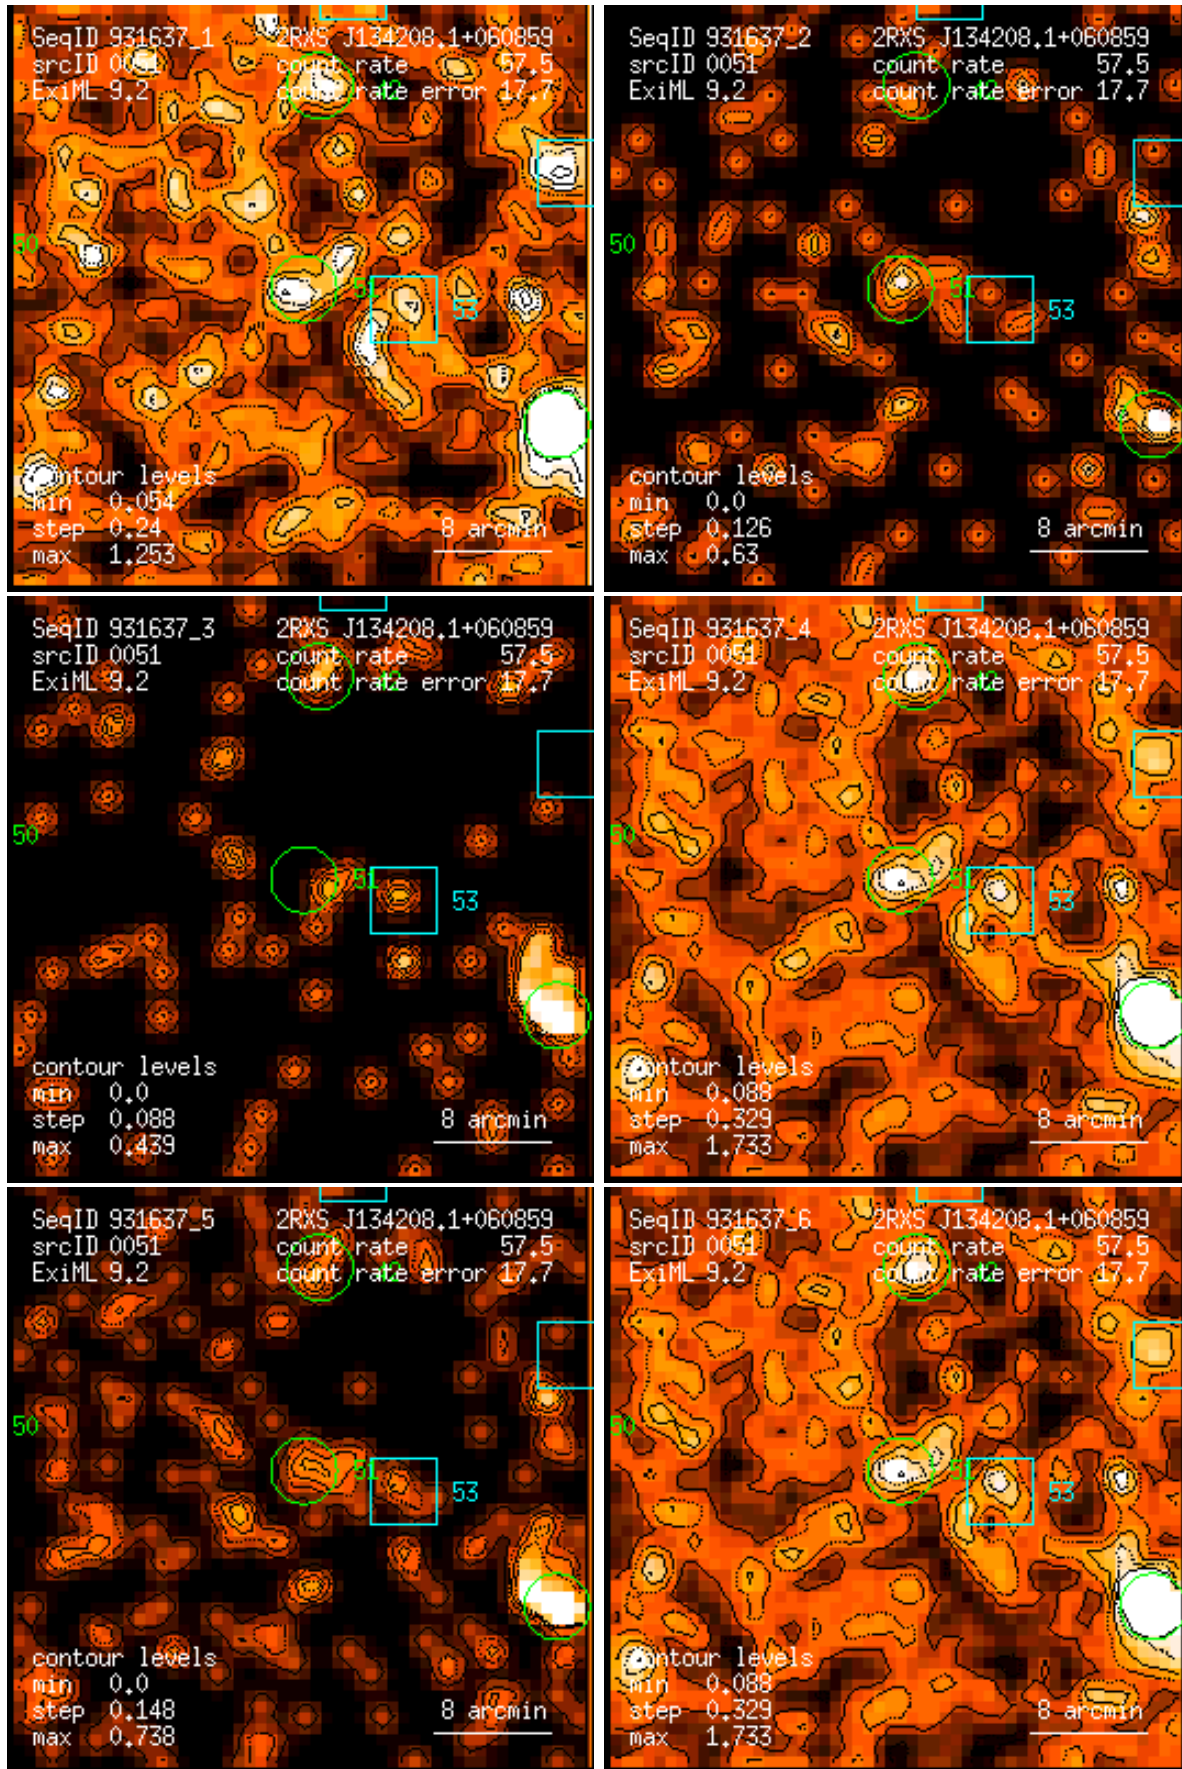 SeqID 931637_1 2RXS J134208.1+060859
srcID 0051 count rate 57.5
ExiML 9.2 count rate error 17.7
50
51
53
contour levels
min 0.054
step 0.24 8 arcmin
max 1.253
SeqID 931637_2 2RXS J134208.1+060859
srcID 0051 count rate 57.5
ExiML 9.2 count rate error 17.7
50
51
53
contour levels
min 0.0
step 0.126 8 arcmin
max 0.63
SeqID 931637_3 2RXS J134208.1+060859
srcID 0051 count rate 57.5
ExiML 9.2 count rate error 17.7
50
51
53
contour levels
min 0.0
step 0.088 8 arcmin
max 0.439
SeqID 931637_4 2RXS J134208.1+060859
srcID 0051 count rate 57.5
ExiML 9.2 count rate error 17.7
50
51
53
contour levels
min 0.088
step 0.329 8 arcmin
max 1.733
SeqID 931637_5 2RXS J134208.1+060859
srcID 0051 count rate 57.5
ExiML 9.2 count rate error 17.7
50
51
53
contour levels
min 0.0
step 0.148 8 arcmin
max 0.738
SeqID 931637_6 2RXS J134208.1+060859
srcID 0051 count rate 57.5
ExiML 9.2 count rate error 17.7
50
51
53
contour levels
min 0.088
step 0.329 8 arcmin
max 1.733